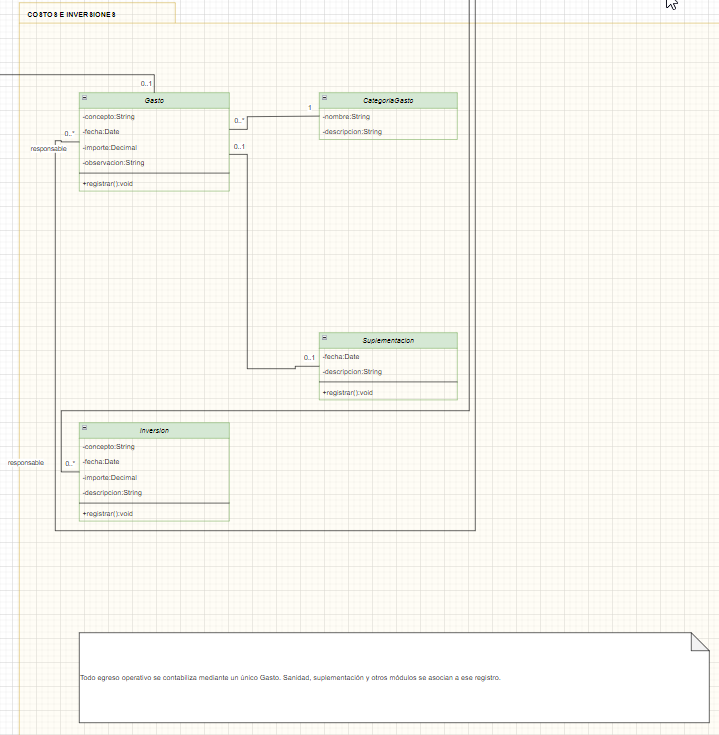 COSTOS E INVERSIONES
0..1
Gasto
-concepto:String
-fecha:Date
-importe:Decimal
-observacion:String
+registrar():void
0..*
responsable
0..*
1
0..1
CategoriaGasto
-nombre:String
-descripcion:String
0..1
Suplementacion
-fecha:Date
-descripcion:String
+registrar():void
Inversion
-concepto:String
-fecha:Date
-importe:Decimal
-descripcion:String
+registrar():void
responsable
0..*
Todo egreso operativo se contabiliza mediante un único Gasto. Sanidad, suplementación y otros módulos se asocian a ese registro.